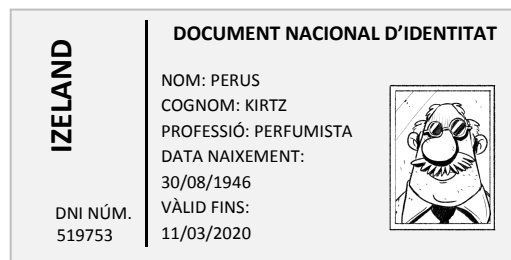 IZELAND
DNI NÚM.
519753
DOCUMENT NACIONAL D’IDENTITAT
NOM: PERUS
COGNOM: KIRTZ
PROFESSIÓ: PERFUMISTA
DATA NAIXEMENT:
30/08/1946
VÀLID FINS:
11/03/2020